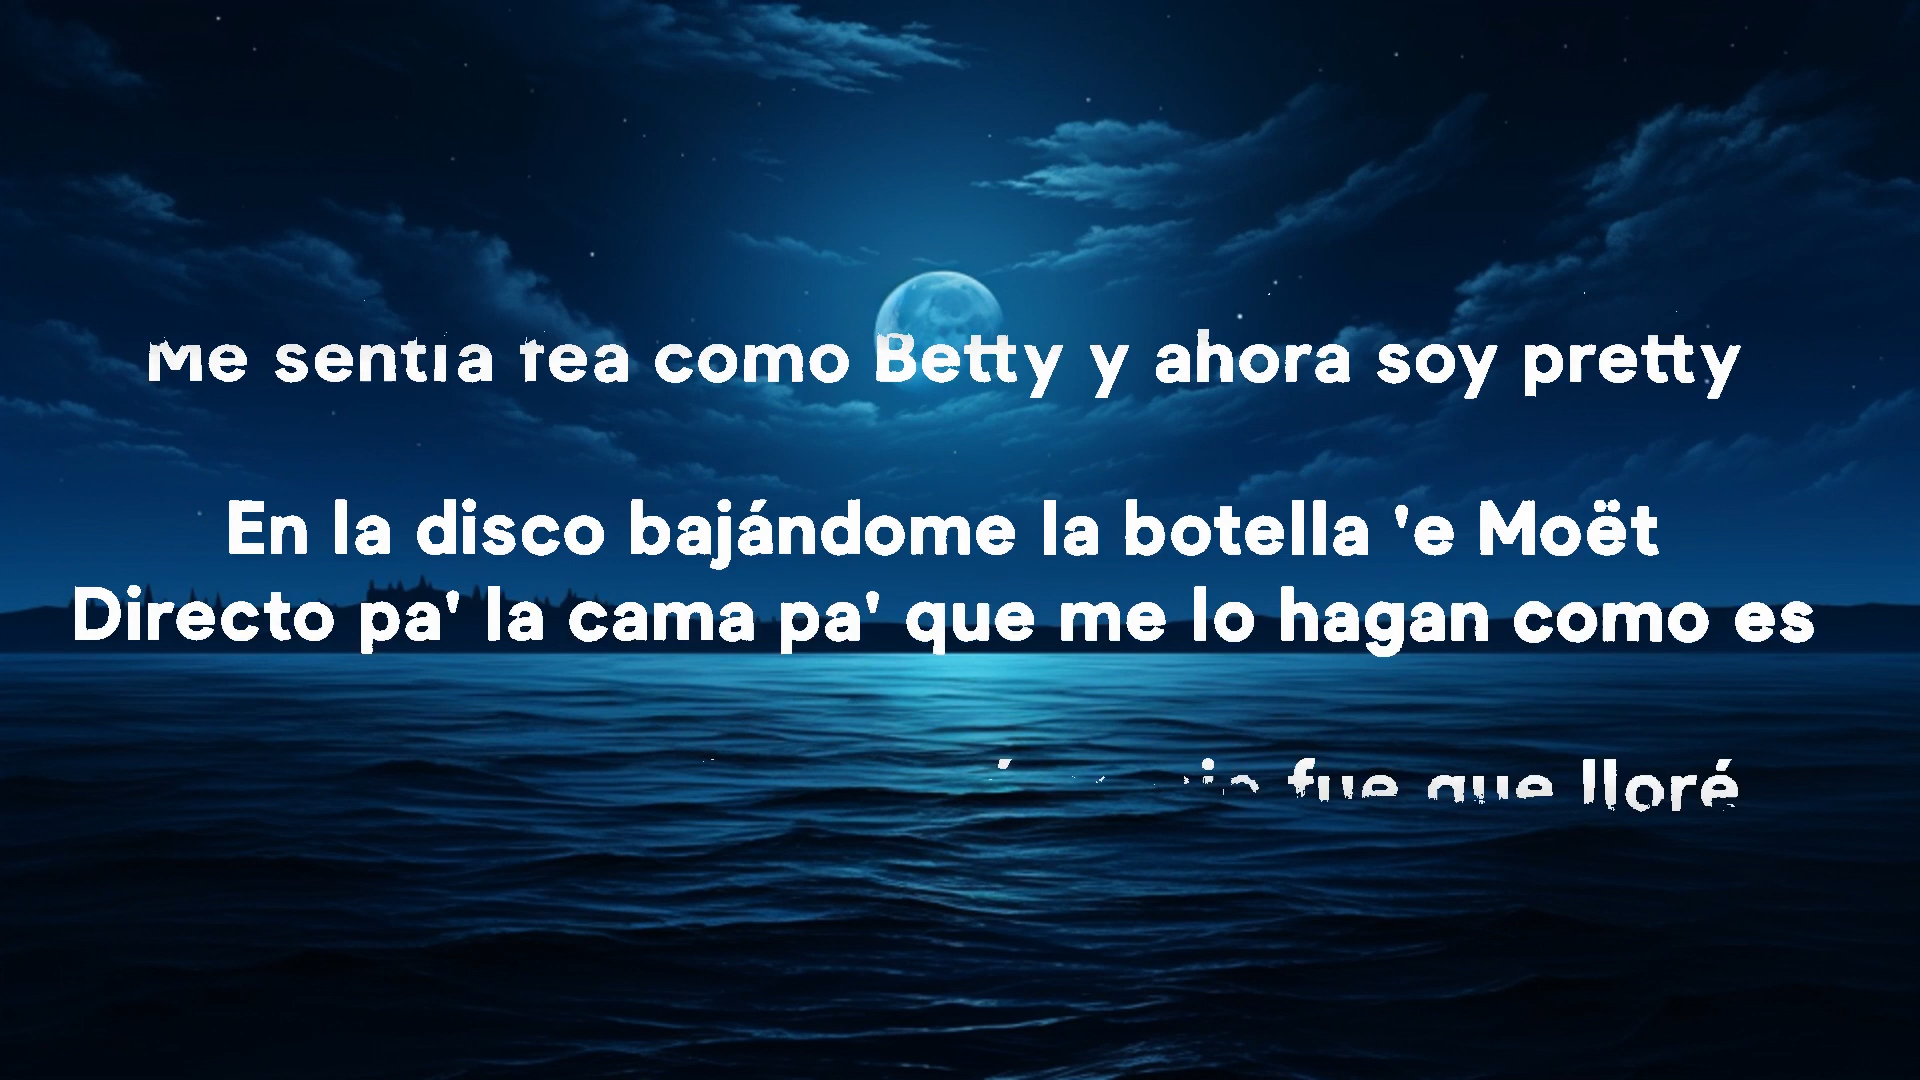 Me sentía fea como Betty y ahora soy pretty
En la disco bajándome la botella 'e Moët
Directo pa' la cama pa' que me lo hagan como es
fue que lloré